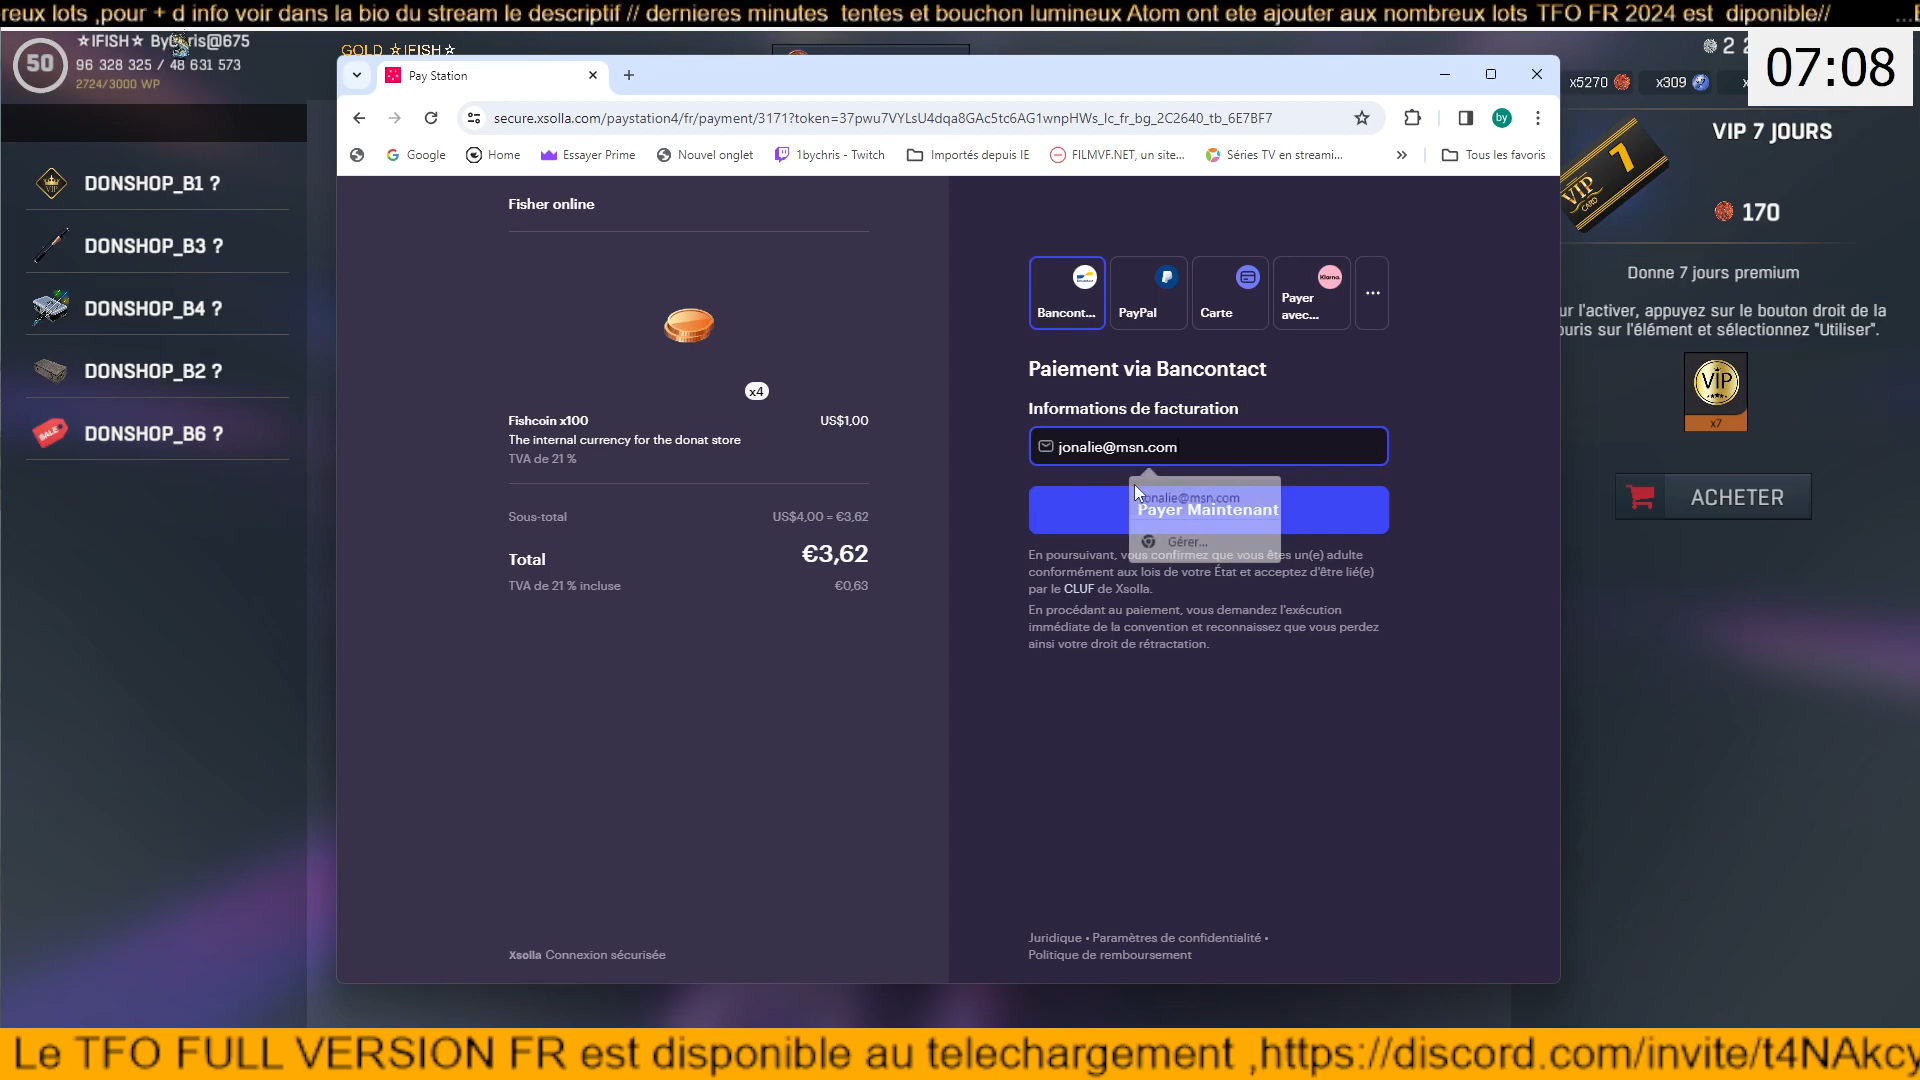 reux lots ,pour + d info voir dans la bio du stream le descriptif // dernieres minutes  tentes et bouchon lumineux Atom ont ete ajouter aux nombreux lots  TFO FR 2024 est  diponible//
50
96 328 325 / 48 631 573
2724/3000 WP
GOLD ☆IFISH☆
x5270
x309
07:08
Pay Station
secure.xsolla.com/paystation4/fr/payment/3171?token=37pwu7VYLsU4dqa8GAc5tc6AG1wnpHWs_lc_fr_bg_2C2640_tb_6E7BF7
by
Google
Home
Essayer Prime
Nouvel onglet
1bychris - Twitch
Importés depuis IE
FILMVF.NET, un site...
Séries TV en streami...
»
Tous les favoris
DONSHOP_B1 ?
DONSHOP_B3 ?
DONSHOP_B4 ?
DONSHOP_B2 ?
SALE
DONSHOP_B6 ?
Fisher online
x4
Fishcoin x100
US$1,00
The internal currency for the donat store
TVA de 21 %
Sous-total
US$4,00 = €3,62
Total
€3,62
TVA de 21 % incluse
€0,63
Xsolla Connexion sécurisée
Bancont...
PayPal
Carte
Klarna.
Payer avec...
...
Paiement via Bancontact
Informations de facturation
jonalie@msn.com
jonalie@msn.com
Payer Maintenant
Gérer...
En poursuivant, vous confirmez que vous êtes un(e) adulte
conformément aux lois de votre État et acceptez d'être lié(e)
par le CLUF de Xsolla.
En procédant au paiement, vous demandez l'exécution
immédiate de la convention et reconnaissez que vous perdez
ainsi votre droit de rétractation.
Juridique • Paramètres de confidentialité •
Politique de remboursement
VIP 7 JOURS
7
VIP
CARD
170
Donne 7 jours premium
ur l'activer, appuyez sur le bouton droit de la
ouris sur l'élément et sélectionnez "Utiliser".
VIP
x7
ACHETER
Le TFO FULL VERSION FR est disponible au telechargement ,https://discord.com/invite/t4NAkcy